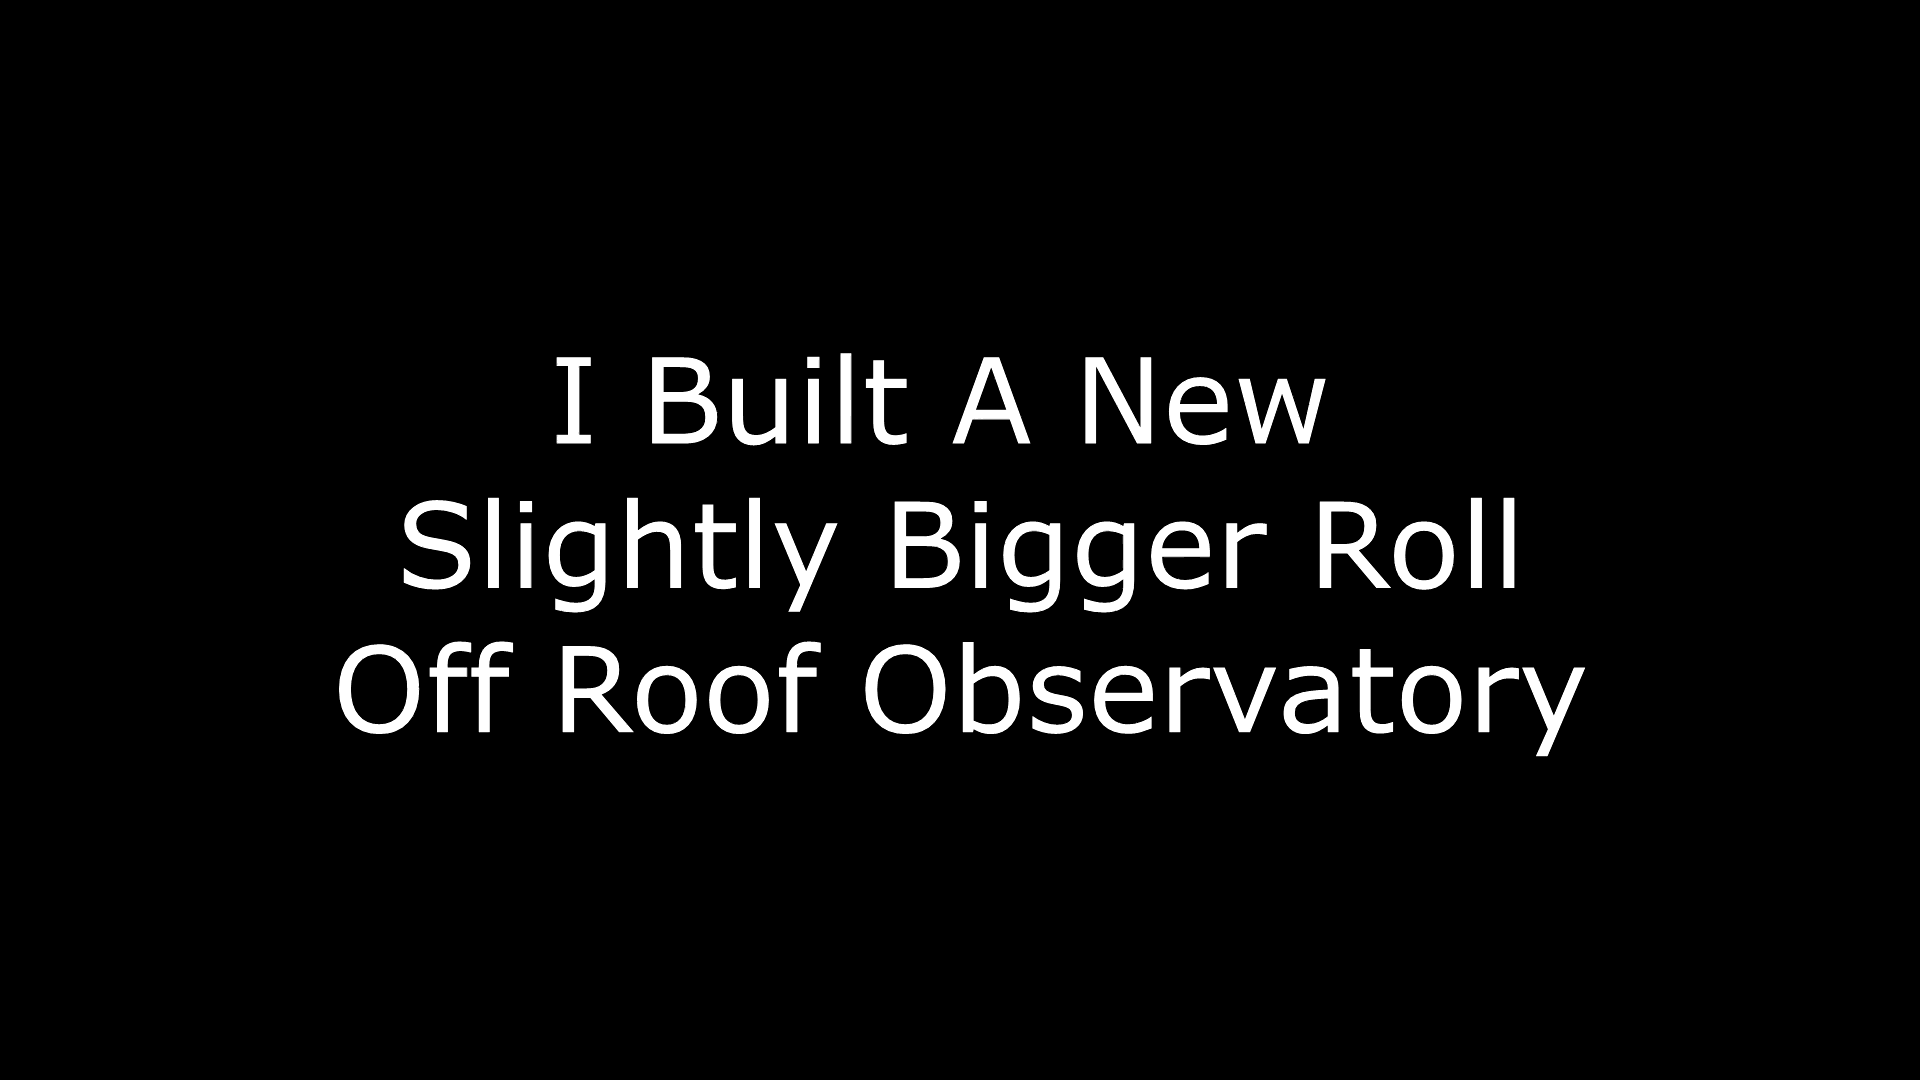 I Built A New
Slightly Bigger Roll
Off Roof Observatory